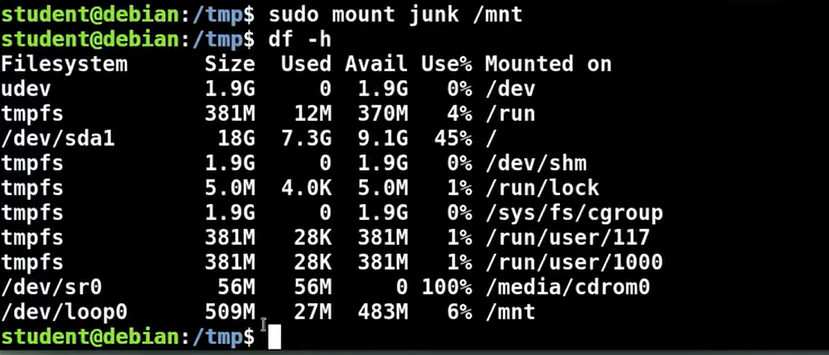 student@debian:/tmp$ sudo mount junk /mnt
student@debian:/tmp$ df -h
Filesystem      Size  Used Avail Use% Mounted on
udev            1.9G     0  1.9G   0% /dev
tmpfs           381M   12M  370M   4% /run
/dev/sda1        18G  7.3G  9.1G  45% /
tmpfs           1.9G     0  1.9G   0% /dev/shm
tmpfs           5.0M  4.0K  5.0M   1% /run/lock
tmpfs           1.9G     0  1.9G   0% /sys/fs/cgroup
tmpfs           381M   28K  381M   1% /run/user/117
tmpfs           381M   28K  381M   1% /run/user/1000
/dev/sr0         56M   56M     0 100% /media/cdrom0
/dev/loop0      509M   27M  483M   6% /mnt
student@debian:/tmp$